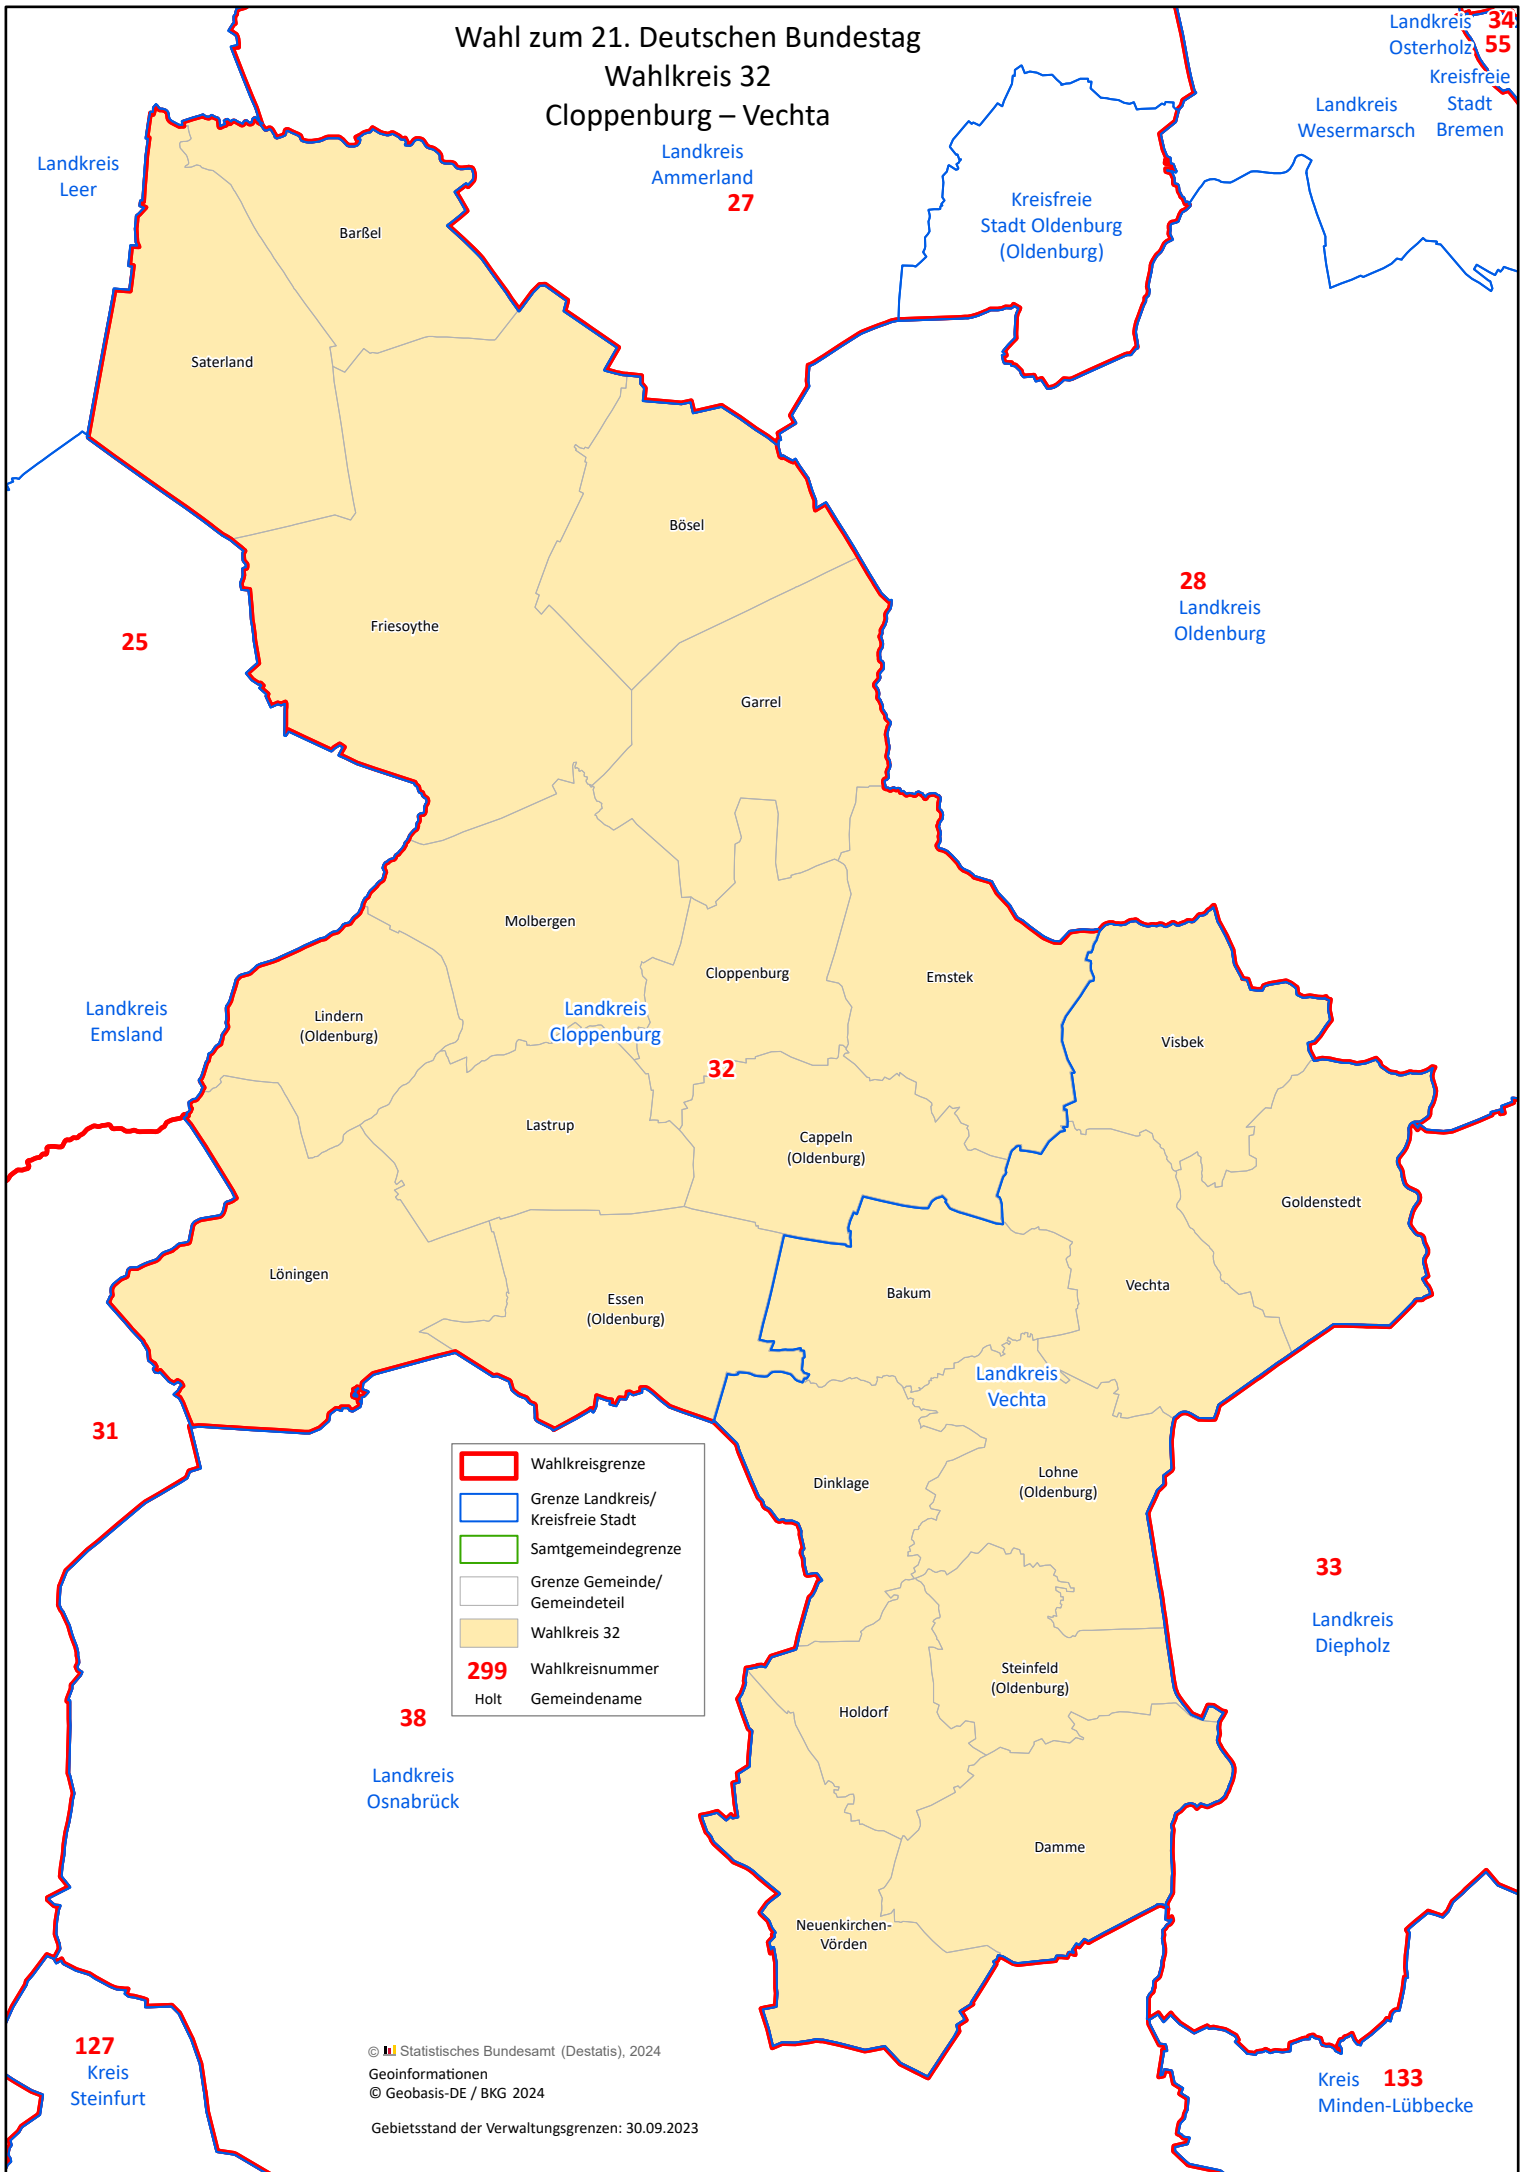 Wahl zum 21. Deutschen Bundestag
Wahlkreis 32
Cloppenburg – Vechta
Landkreis
Osterholz
34
55
Kreisfreie
Stadt
Bremen
Landkreis
Wesermarsch
Landkreis
Leer
Landkreis
Ammerland
27
Kreisfreie
Stadt Oldenburg
(Oldenburg)
Barßel
Saterland
Bösel
28
Landkreis
Oldenburg
Friesoythe
25
Garrel
Molbergen
Cloppenburg
Emstek
Landkreis
Emsland
Lindern
(Oldenburg)
Landkreis
Cloppenburg
32
Visbek
Lastrup
Cappeln
(Oldenburg)
Goldenstedt
Löningen
Essen
(Oldenburg)
Bakum
Vechta
Landkreis
Vechta
31
Dinklage
Lohne
(Oldenburg)
Wahlkreisgrenze
Grenze Landkreis/
Kreisfreie Stadt
Samtgemeindegrenze
Grenze Gemeinde/
Gemeindeteil
Wahlkreis 32
299 Wahlkreisnummer
Holt Gemeindename
33
Landkreis
Diepholz
Steinfeld
(Oldenburg)
Holdorf
38
Landkreis
Osnabrück
Damme
Neuenkirchen-
Vörden
127
Kreis
Steinfurt
© Statistisches Bundesamt (Destatis), 2024
Geoinformationen
© Geobasis-DE / BKG 2024
Gebietsstand der Verwaltungsgrenzen: 30.09.2023
Kreis 133
Minden-Lübbecke